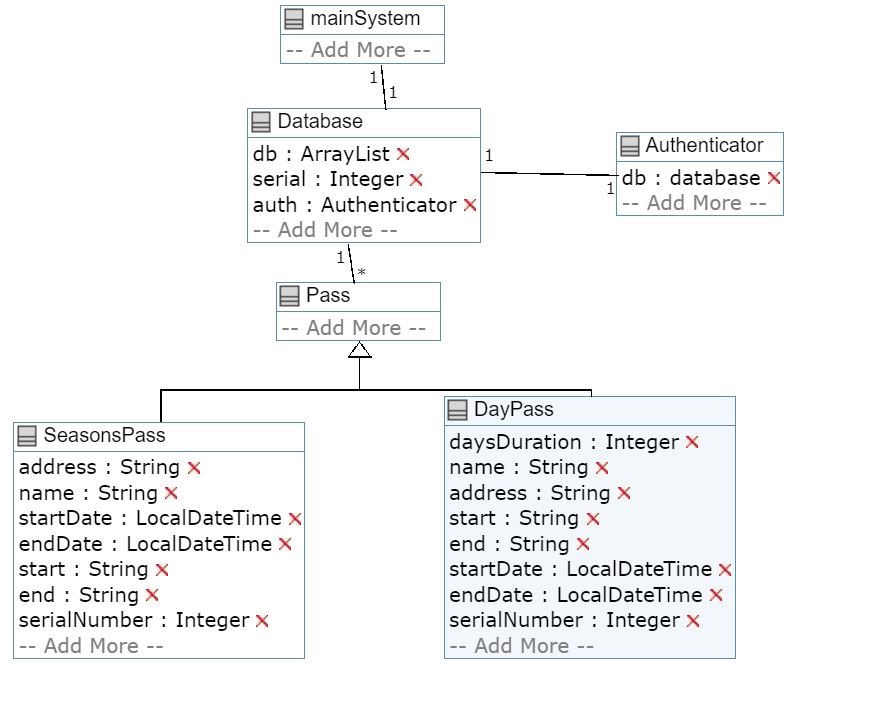 mainSystem
-- Add More --
1
1
Database
db : ArrayList
serial : Integer
auth : Authenticator
-- Add More --
1
1
Authenticator
db : database
-- Add More --
1
*
Pass
-- Add More --
SeasonsPass
address : String
name : String
startDate : LocalDateTime
endDate : LocalDateTime
start : String
end : String
serialNumber : Integer
-- Add More --
DayPass
daysDuration : Integer
name : String
address : String
start : String
end : String
startDate : LocalDateTime
endDate : LocalDateTime
serialNumber : Integer
-- Add More --